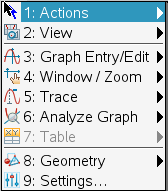 1: Actions
2: View
3: Graph Entry/Edit
4: Window / Zoom
5: Trace
6: Analyze Graph
7: Table
8: Geometry
9: Settings...